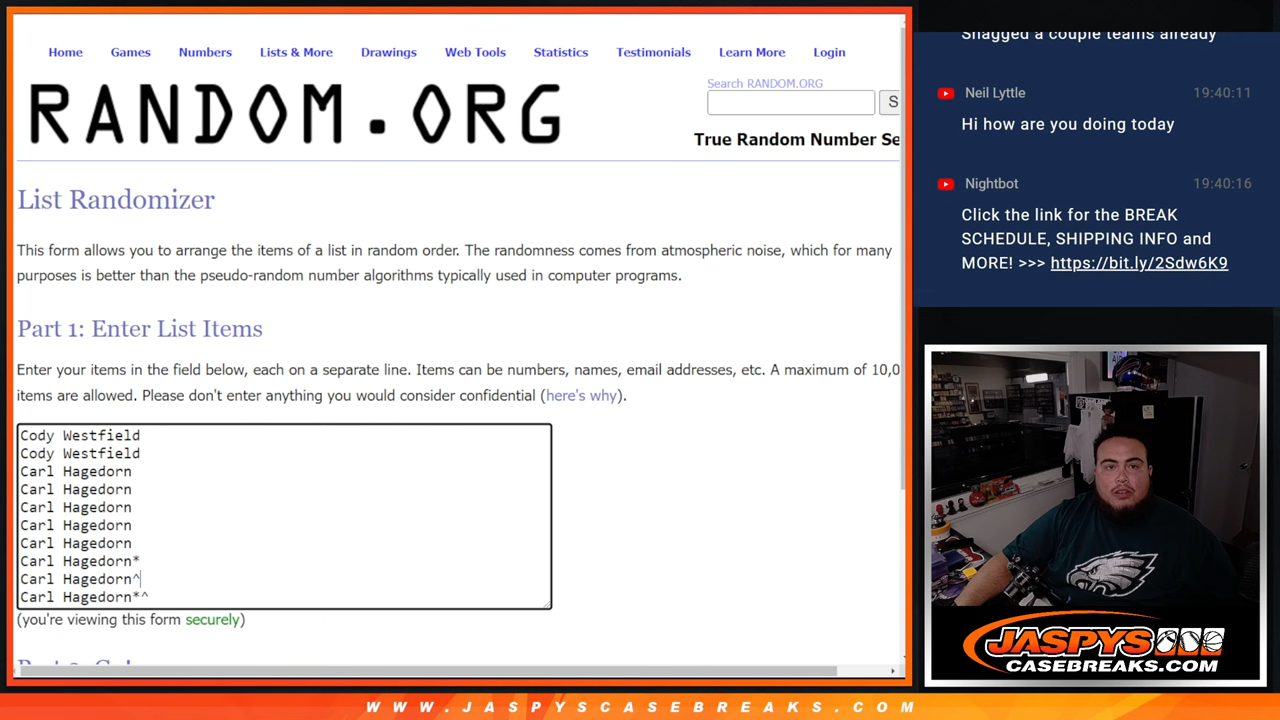 Home Games Numbers Lists & More Drawings Web Tools Statistics Testimonials Learn More Login
Search RANDOM.ORG
RANDOM.ORG
S
True Random Number Se
List Randomizer
This form allows you to arrange the items of a list in random order. The randomness comes from atmospheric noise, which for many
purposes is better than the pseudo-random number algorithms typically used in computer programs.
Part 1: Enter List Items
Enter your items in the field below, each on a separate line. Items can be numbers, names, email addresses, etc. A maximum of 10,0
items are allowed. Please don't enter anything you would consider confidential (here's why).
Cody Westfield
Cody Westfield
Carl Hagedorn
Carl Hagedorn
Carl Hagedorn
Carl Hagedorn
Carl Hagedorn
Carl Hagedorn*
Carl Hagedorn^
Carl Hagedorn*^
(you're viewing this form securely)
Snagged a couple teams already
Neil Lyttle 19:40:11
Hi how are you doing today
Nightbot 19:40:16
Click the link for the BREAK
SCHEDULE, SHIPPING INFO and
MORE! >>> https://bit.ly/2Sdw6K9
JASPYS
CASEBREAKS.COM
WWW.JASPYSCASEBREAKS.COM